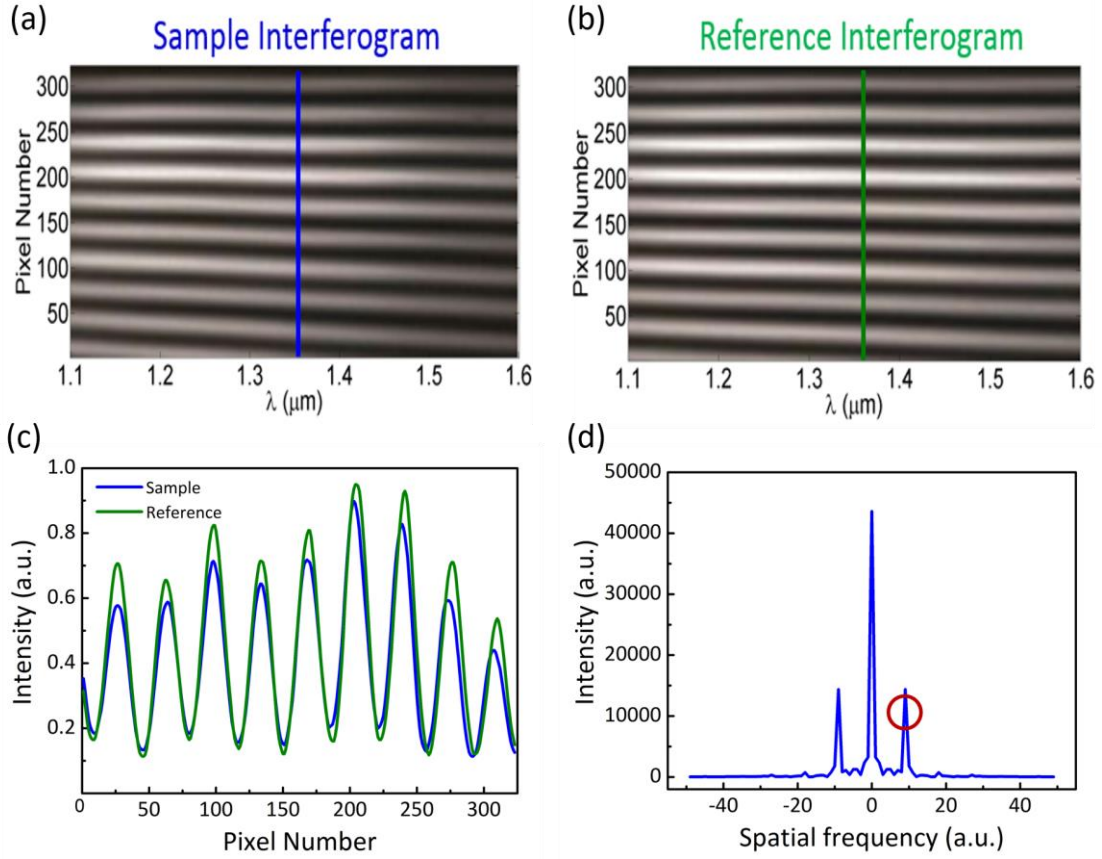 (a)
Sample Interferogram
Pixel Number
300
250
200
150
100
50
1.1 1.2 1.3 1.4 1.5 1.6
λ (μm)
(b)
Reference Interferogram
Pixel Number
300
250
200
150
100
50
1.1 1.2 1.3 1.4 1.5 1.6
λ (μm)
(c)
Intensity (a.u.)
1.0
0.8
0.6
0.4
0.2
Sample
Reference
0 50 100 150 200 250 300
Pixel Number
(d)
Intensity (a.u.)
50000
40000
30000
20000
10000
0
-40 -20 0 20 40
Spatial frequency (a.u.)